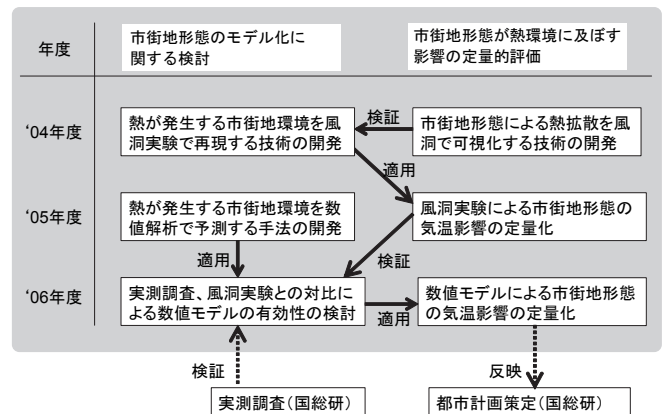 年度
市街地形態のモデル化に
関する検討
市街地形態が熱環境に及ぼす
影響の定量的評価
‘04年度
熱が発生する市街地環境を風
洞実験で再現する技術の開発
検証
市街地形態による熱拡散を風
洞で可視化する技術の開発
適用
‘05年度
熱が発生する市街地環境を数
値解析で予測する手法の開発
風洞実験による市街地形態の
気温影響の定量化
適用
検証
‘06年度
実測調査、風洞実験との対比に
よる数値モデルの有効性の検討
適用
数値モデルによる市街地形態
の気温影響の定量化
検証
反映
実測調査(国総研)
都市計画策定(国総研)